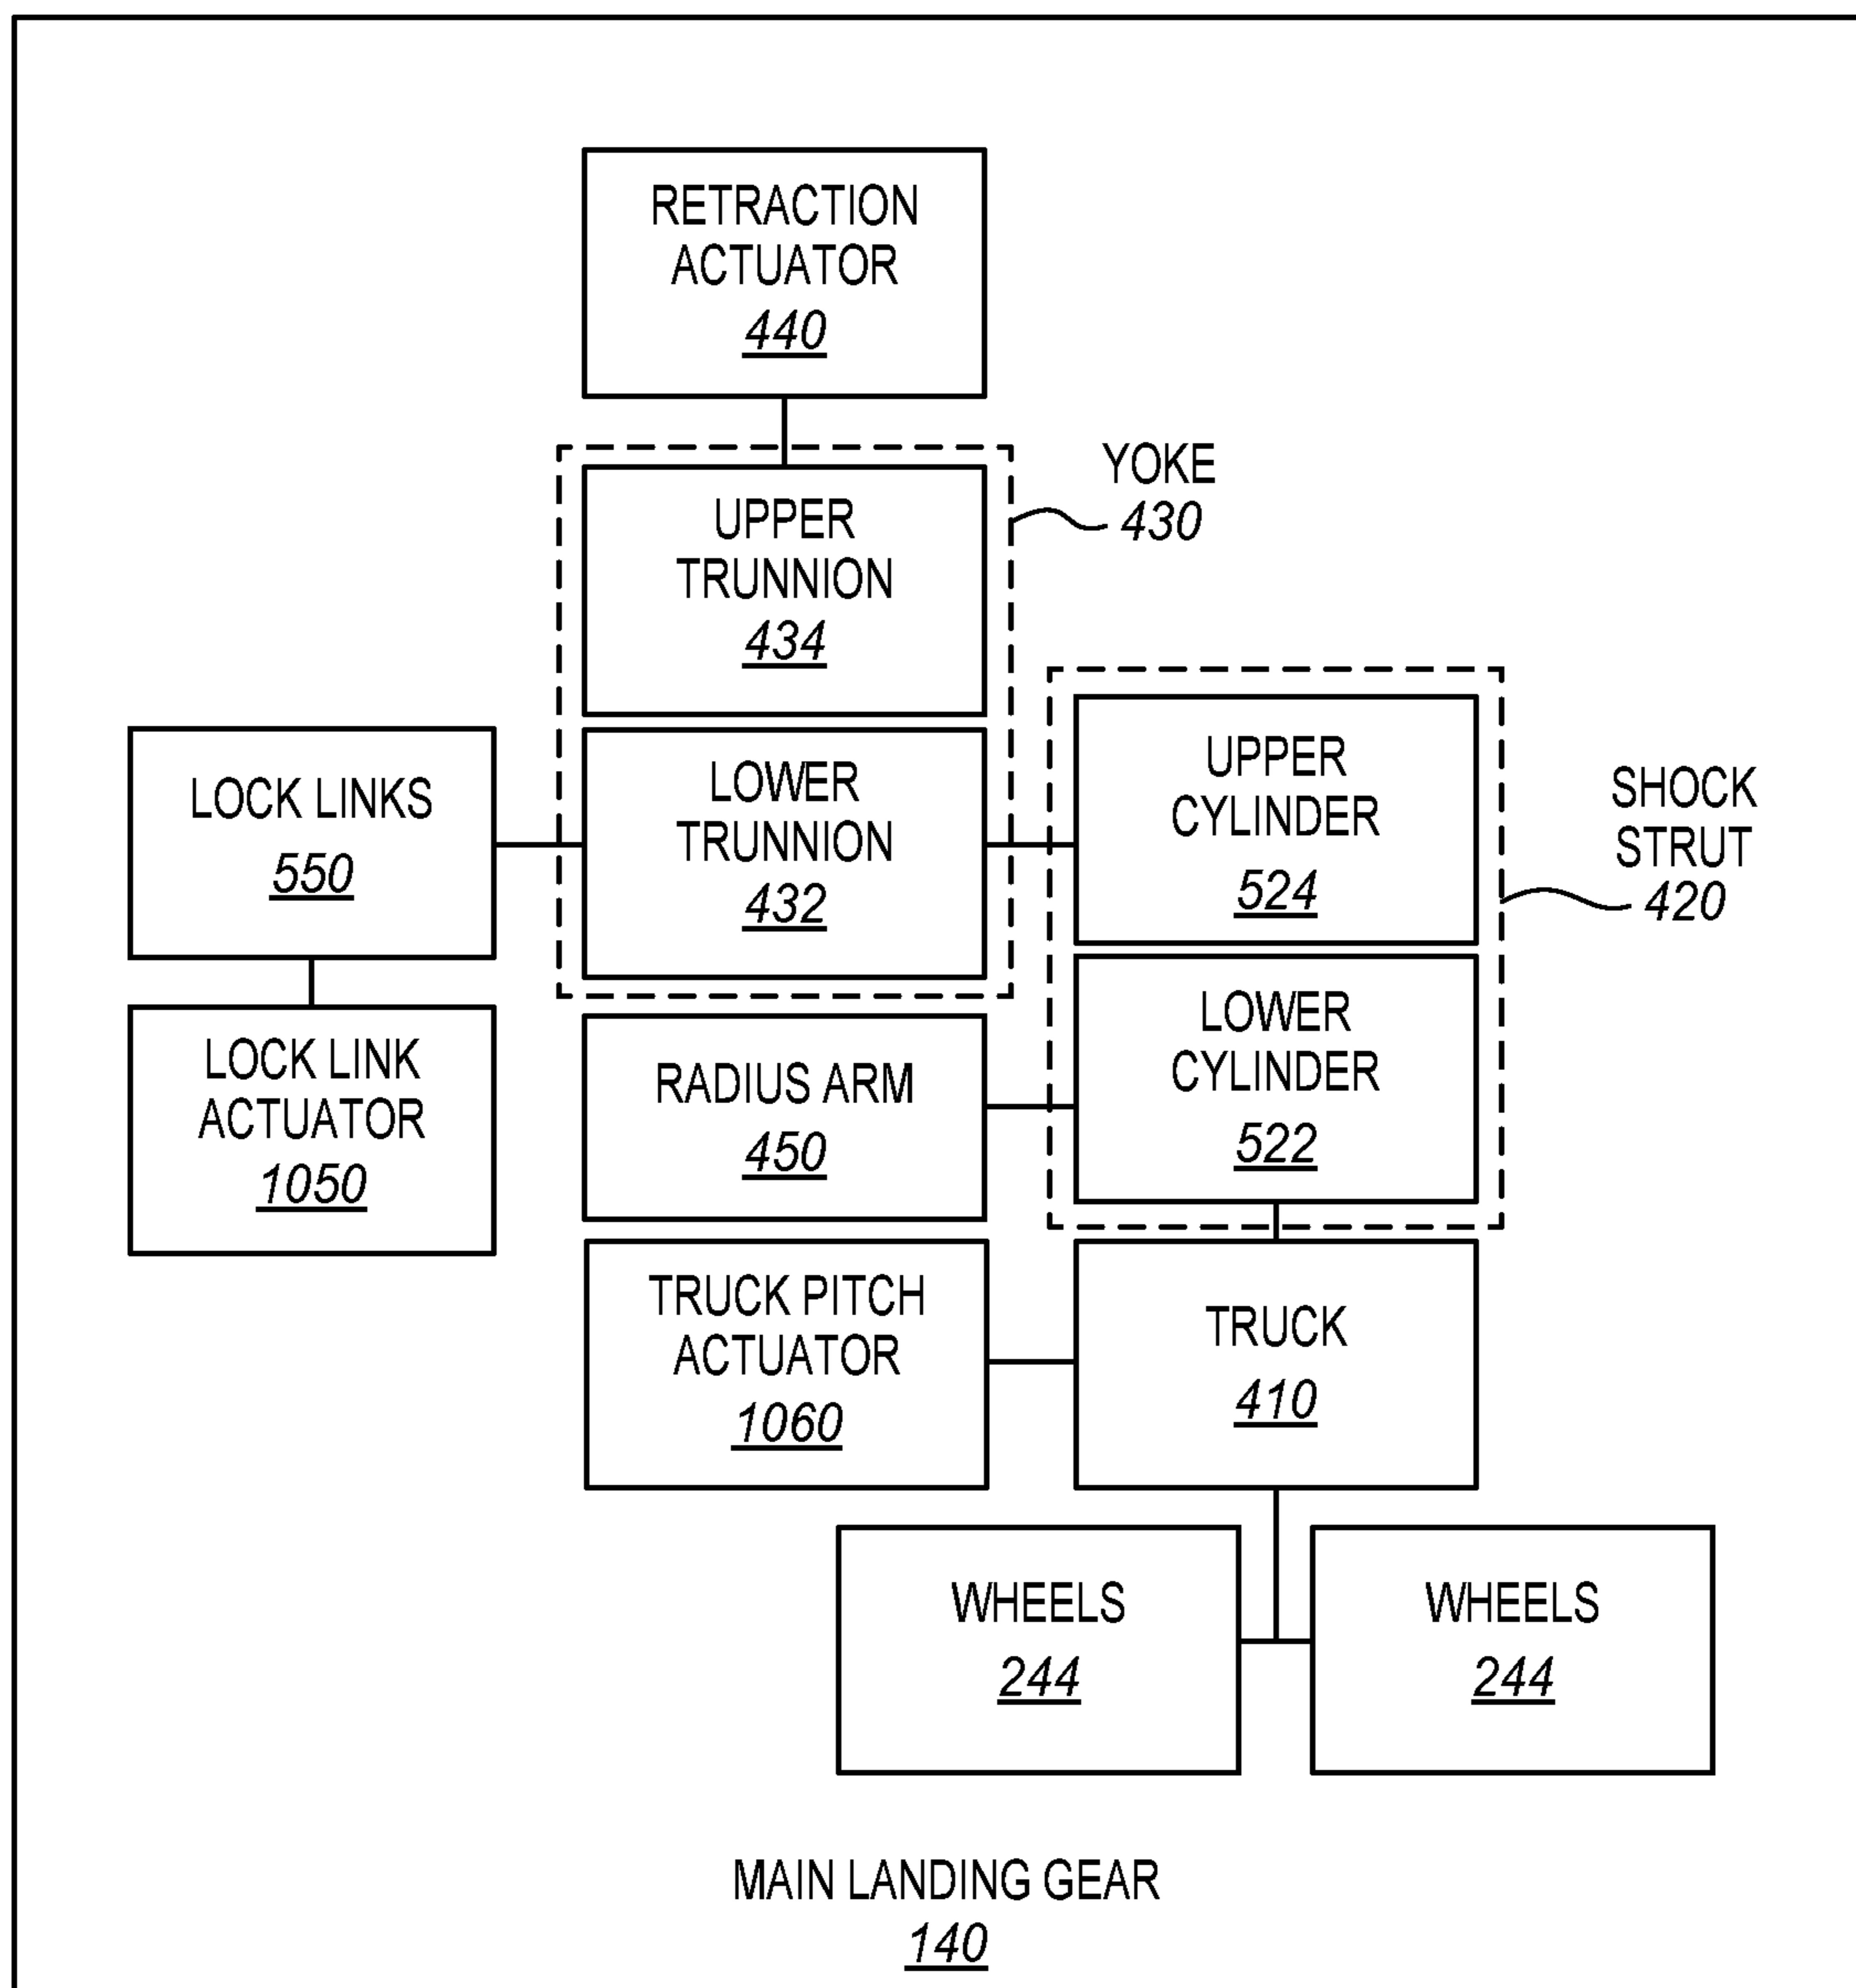 RETRACTION
ACTUATOR
440
UPPER
TRUNNION
434
YOKE
430
LOCK LINKS
550
LOWER
TRUNNION
432
UPPER
CYLINDER
524
SHOCK
STRUT
420
LOCK LINK
ACTUATOR
1050
RADIUS ARM
450
LOWER
CYLINDER
522
TRUCK PITCH
ACTUATOR
1060
TRUCK
410
WHEELS
244
WHEELS
244
MAIN LANDING GEAR
140